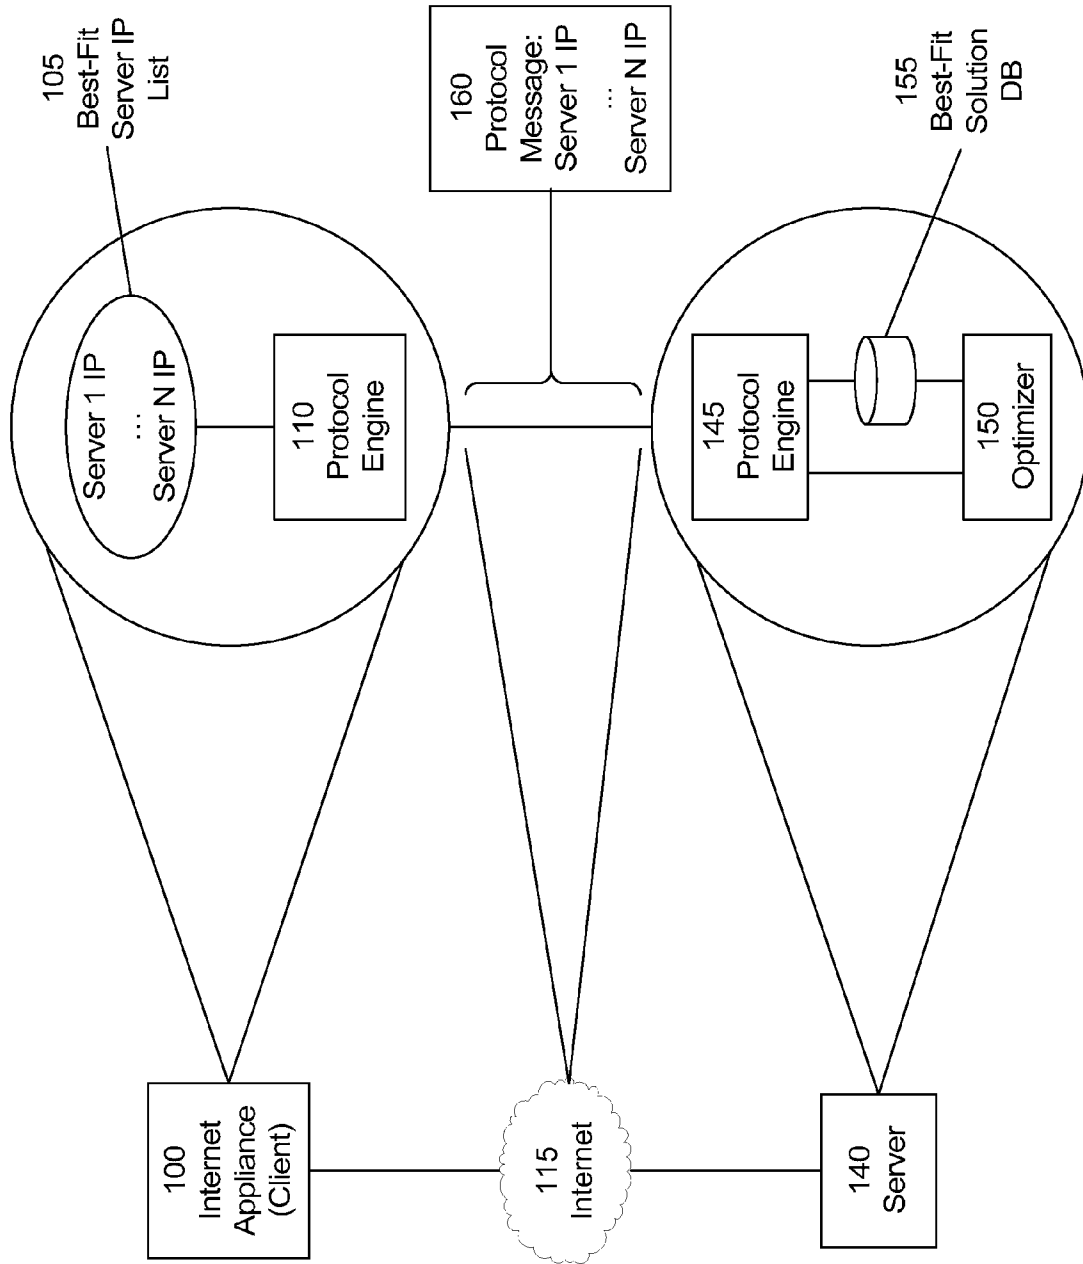 100
Internet
Appliance
(Client)
115
Internet
140
Server
Server 1 IP
...
Server N IP
110
Protocol
Engine
145
Protocol
Engine
150
Optimizer
105
Best-Fit
Server IP
List
160
Protocol
Message:
Server 1 IP
...
Server N IP
155
Best-Fit
Solution
DB